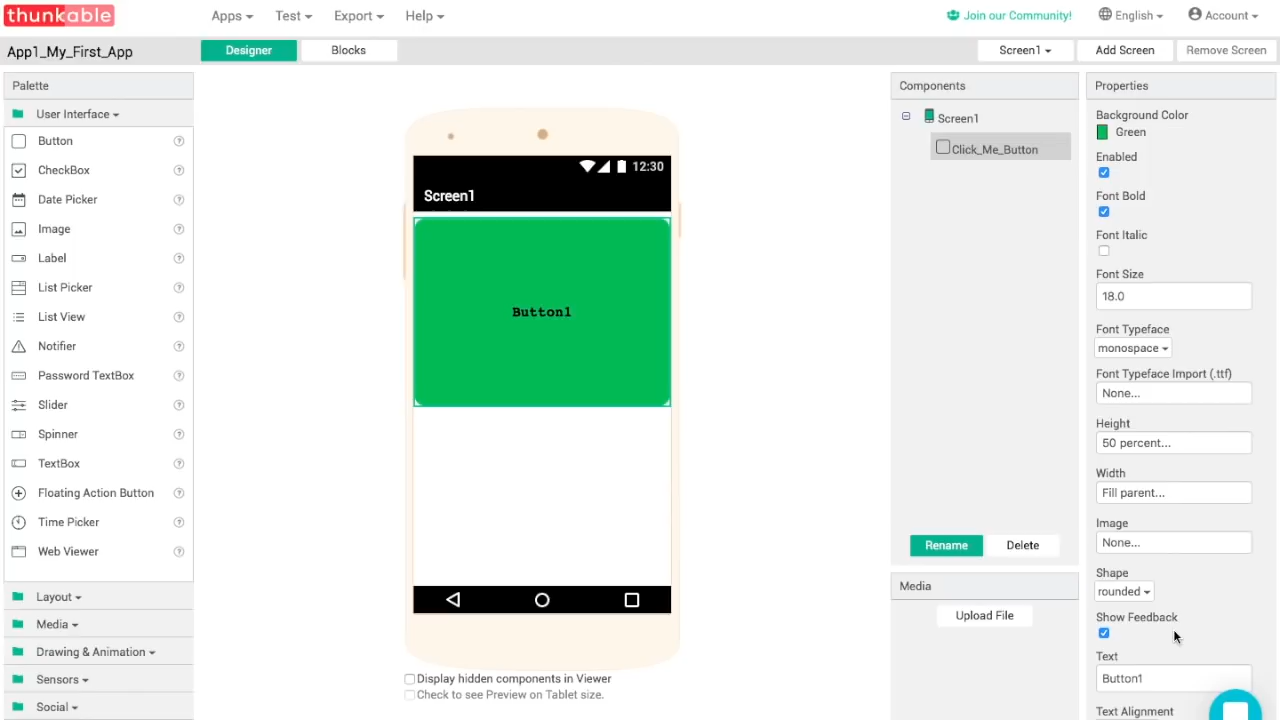 thunkable
Apps
Test
Export
Help
Join our Community!
English
Account
App1_My_First_App
Designer
Blocks
Screen1
Add Screen
Remove Screen
Palette
User Interface
Button
CheckBox
Date Picker
Image
Label
List Picker
List View
Notifier
Password TextBox
Slider
Spinner
TextBox
Floating Action Button
Time Picker
Web Viewer
Layout
Media
Drawing & Animation
Sensors
Social
12:30
Screen1
Button1
Display hidden components in Viewer
Check to see Preview on Tablet size.
Components
Screen1
Click_Me_Button
Rename
Delete
Media
Upload File
Properties
Background Color
Green
Enabled
Font Bold
Font Italic
Font Size
18.0
Font Typeface
monospace
Font Typeface Import (.ttf)
None...
Height
50 percent...
Width
Fill parent...
Image
None...
Shape
rounded
Show Feedback
Text
Button1
Text Alignment